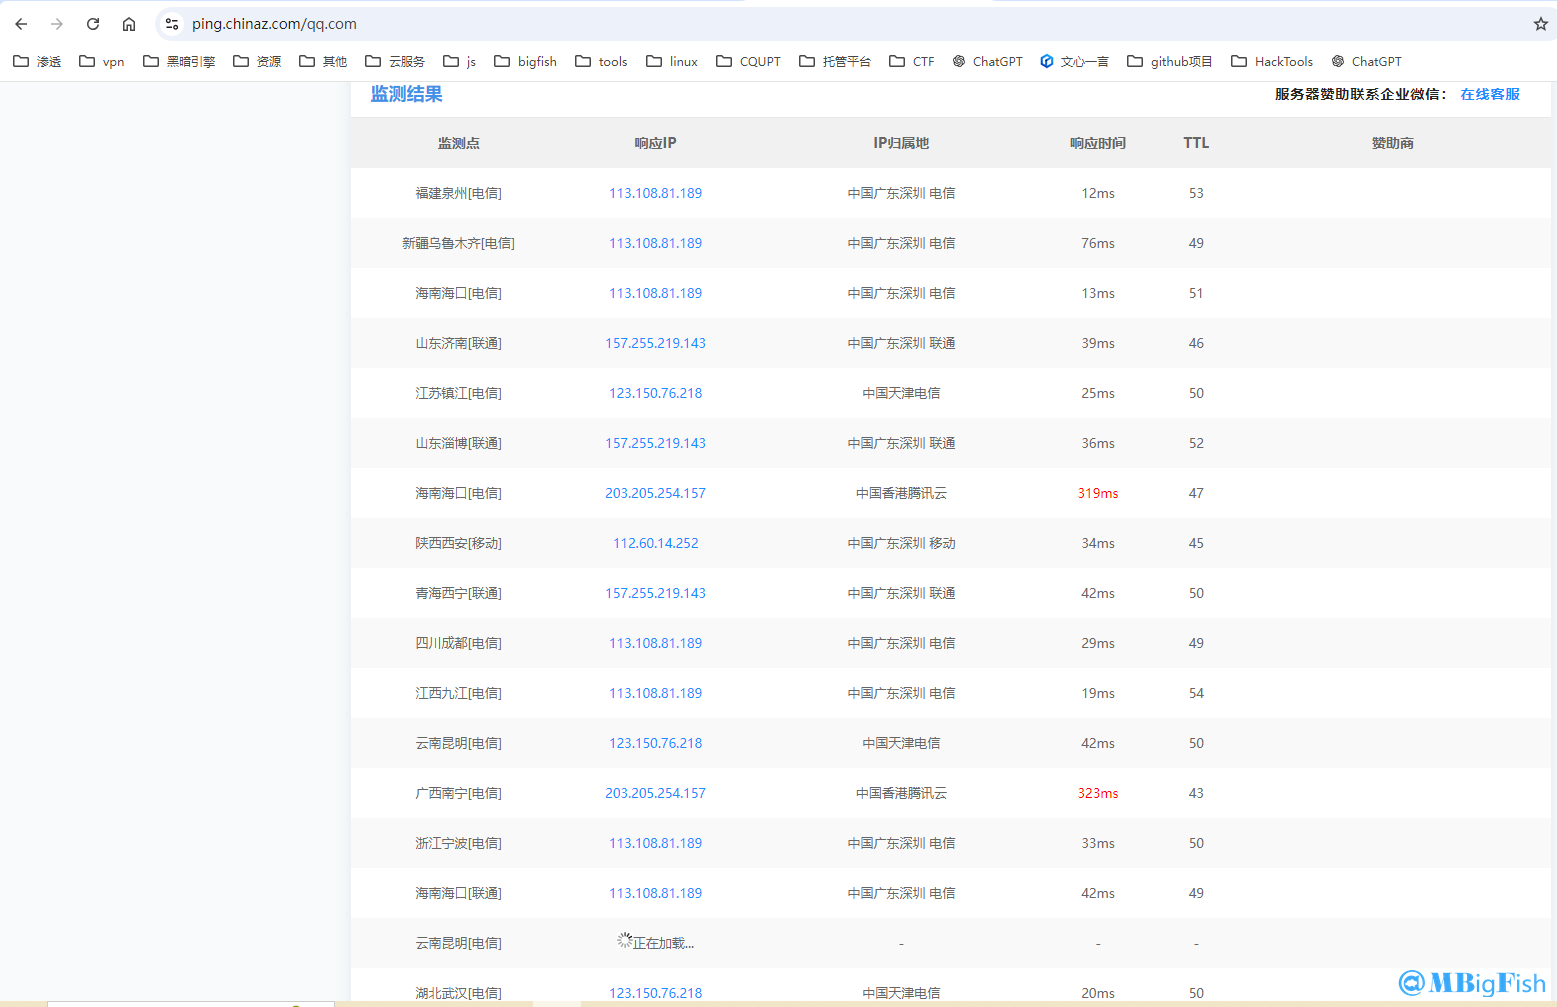 ping.chinaz.com/qq.com
渗透 vpn 黑暗引擎 资源 其他 云服务 js bigfish tools linux CQUPT 托管平台 CTF ChatGPT 文心一言 github项目 HackTools ChatGPT
监测结果 服务器赞助联系企业微信： 在线客服
监测点 响应IP IP归属地 响应时间 TTL 赞助商
福建泉州[电信] 113.108.81.189 中国广东深圳 电信 12ms 53
新疆乌鲁木齐[电信] 113.108.81.189 中国广东深圳 电信 76ms 49
海南海口[电信] 113.108.81.189 中国广东深圳 电信 13ms 51
山东济南[联通] 157.255.219.143 中国广东深圳 联通 39ms 46
江苏镇江[电信] 123.150.76.218 中国天津电信 25ms 50
山东淄博[联通] 157.255.219.143 中国广东深圳 联通 36ms 52
海南海口[电信] 203.205.254.157 中国香港腾讯云 319ms 47
陕西西安[移动] 112.60.14.252 中国广东深圳 移动 34ms 45
青海西宁[联通] 157.255.219.143 中国广东深圳 联通 42ms 50
四川成都[电信] 113.108.81.189 中国广东深圳 电信 29ms 49
江西九江[电信] 113.108.81.189 中国广东深圳 电信 19ms 54
云南昆明[电信] 123.150.76.218 中国天津电信 42ms 50
广西南宁[电信] 203.205.254.157 中国香港腾讯云 323ms 43
浙江宁波[电信] 113.108.81.189 中国广东深圳 电信 33ms 50
海南海口[联通] 113.108.81.189 中国广东深圳 电信 42ms 49
云南昆明[电信] 正在加载... - - -
湖北武汉[电信] 123.150.76.218 中国天津电信 20ms 50
@MBigFish